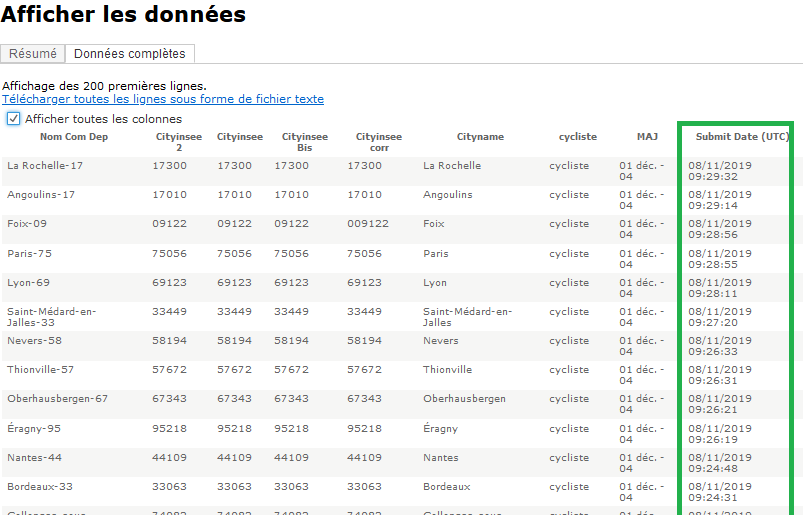 Afficher les données
Résumé Données complètes
Affichage des 200 premières lignes.
Télécharger toutes les lignes sous forme de fichier texte
Afficher toutes les colonnes
Nom Com Dep Cityinsee 2 Cityinsee Cityinsee Bis Cityinsee corr Cityname cycliste MAJ Submit Date (UTC)
La Rochelle-17 17300 17300 17300 17300 La Rochelle cycliste 01 déc. - 04 08/11/2019 09:29:32
Angoulins-17 17010 17010 17010 17010 Angoulins cycliste 01 déc. - 04 08/11/2019 09:29:14
Foix-09 09122 09122 09122 009122 Foix cycliste 01 déc. - 04 08/11/2019 09:28:56
Paris-75 75056 75056 75056 75056 Paris cycliste 01 déc. - 04 08/11/2019 09:28:55
Lyon-69 69123 69123 69123 69123 Lyon cycliste 01 déc. - 04 08/11/2019 09:28:11
Saint-Médard-en-Jalles-33 33449 33449 33449 33449 Saint-Médard-en-Jalles cycliste 01 déc. - 04 08/11/2019 09:27:20
Nevers-58 58194 58194 58194 58194 Nevers cycliste 01 déc. - 04 08/11/2019 09:26:33
Thionville-57 57672 57672 57672 57672 Thionville cycliste 01 déc. - 04 08/11/2019 09:26:31
Oberhausbergen-67 67343 67343 67343 67343 Oberhausbergen cycliste 01 déc. - 04 08/11/2019 09:26:21
Éragny-95 95218 95218 95218 95218 Éragny cycliste 01 déc. - 04 08/11/2019 09:26:19
Nantes-44 44109 44109 44109 44109 Nantes cycliste 01 déc. - 04 08/11/2019 09:24:48
Bordeaux-33 33063 33063 33063 33063 Bordeaux cycliste 01 déc. - 04 08/11/2019 09:24:31